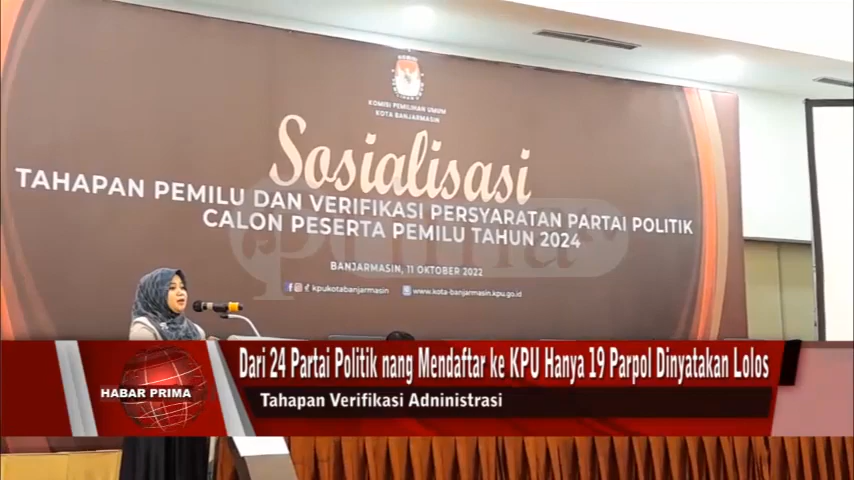 KOMISI PEMILIHAN UMUM
KOTA BANJARMASIN
Sosialisasi
TAHAPAN PEMILU DAN VERIFIKASI PERSYARATAN PARTAI POLITIK
CALON PESERTA PEMILU TAHUN 2024
Prima
BANJARMASIN, 11 OKTOBER 2022
kpukotabanjarmasin
www.kota-banjarmasin.kpu.go.id
Dari 24 Partai Politik nang Mendaftar ke KPU Hanya 19 Parpol Dinyatakan Lolos
HABAR PRIMA
Tahapan Verifikasi Adninistrasi